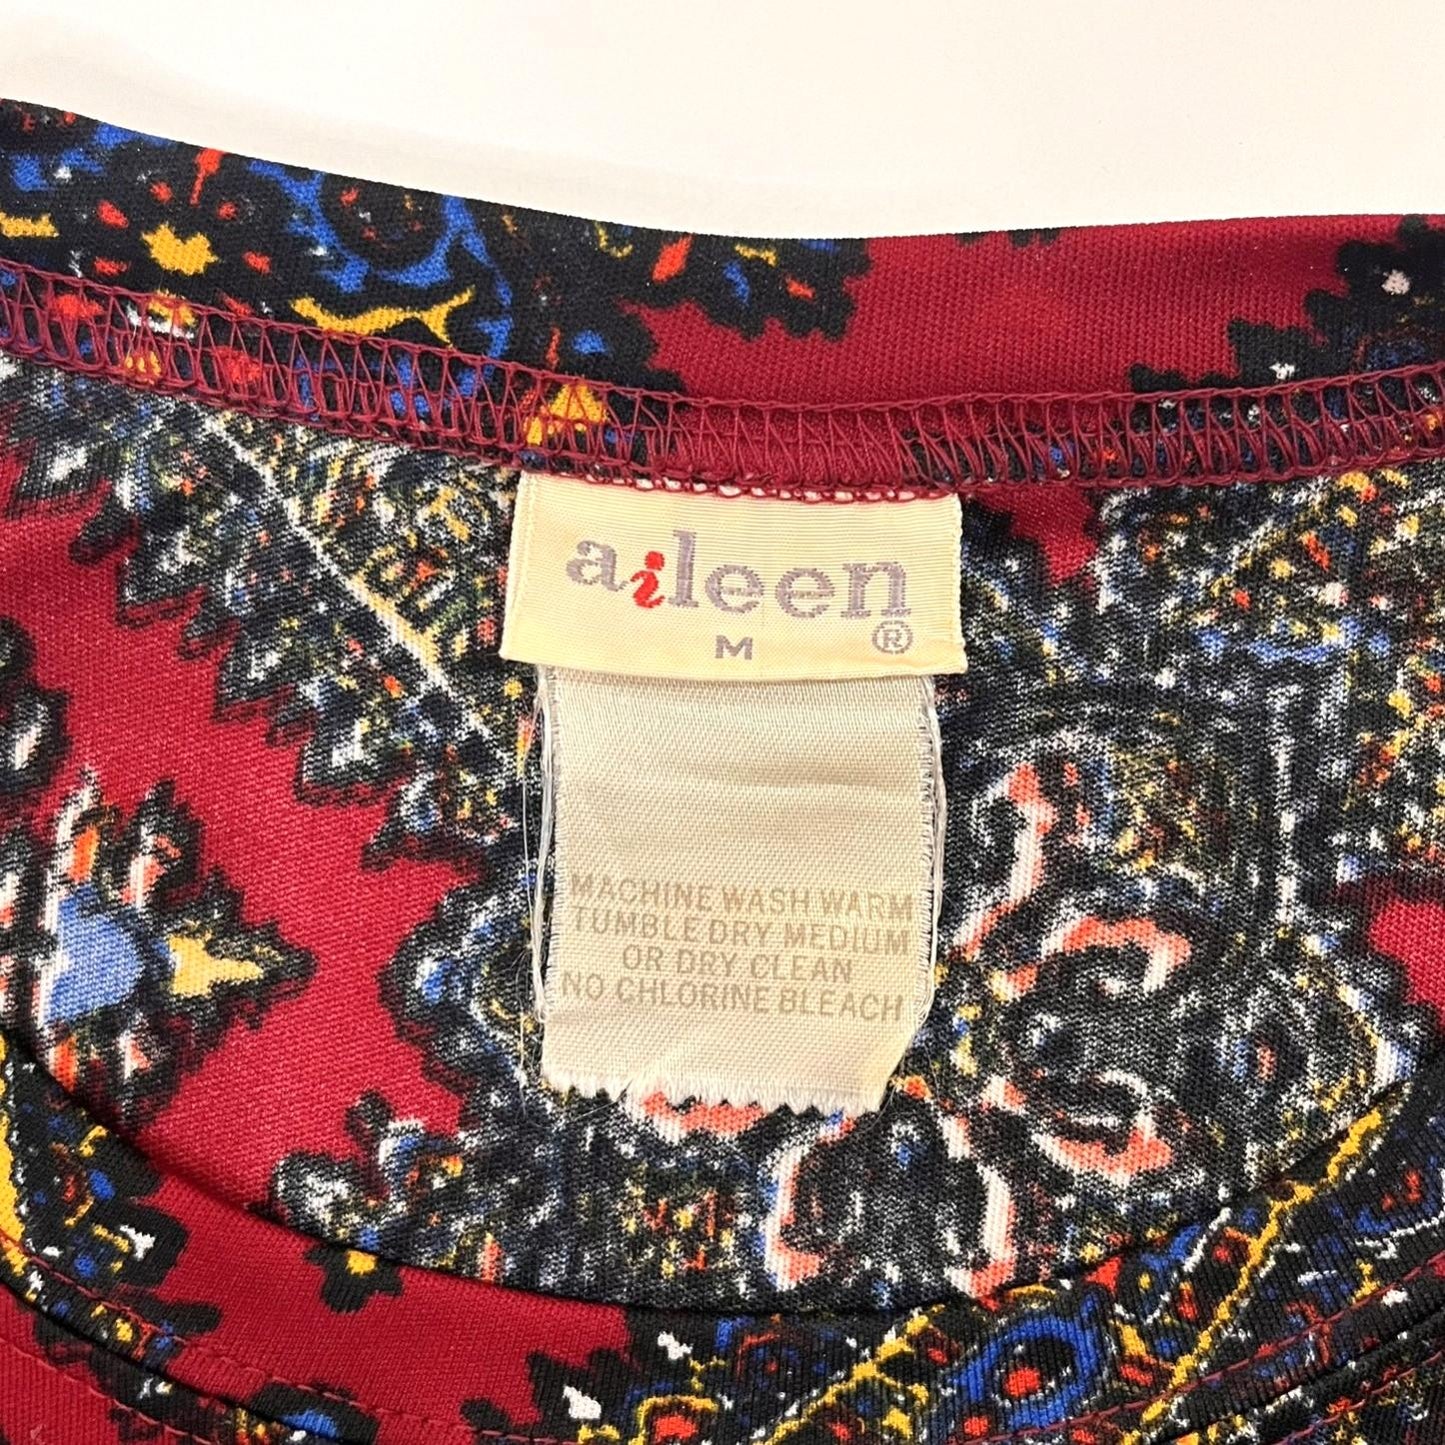 aileen
M ®
MACHINE WASH WARM
TUMBLE DRY MEDIUM
OR DRY CLEAN
NO CHLORINE BLEACH